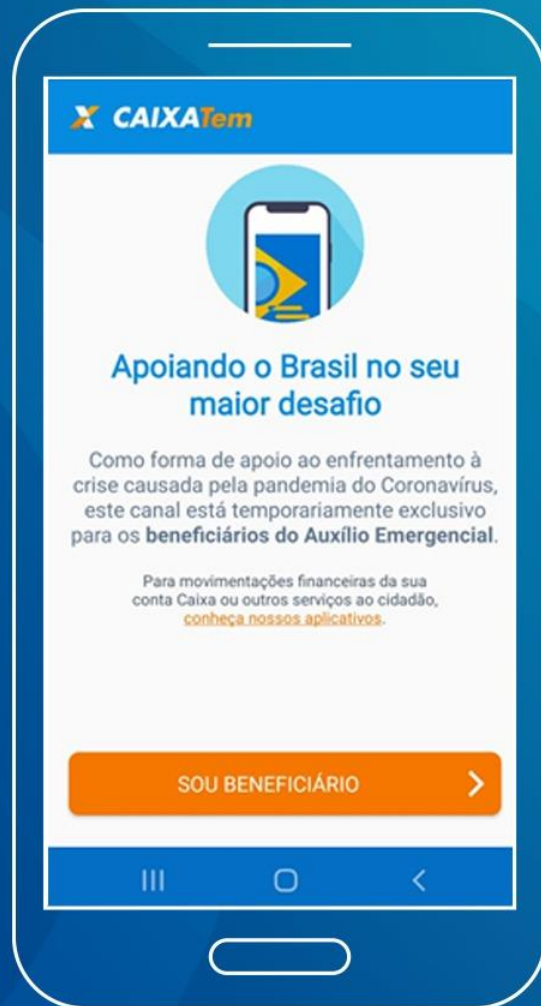 CAIXATem
Apoiando o Brasil no seu
maior desafio
Como forma de apoio ao enfrentamento à
crise causada pela pandemia do Coronavírus,
este canal está temporariamente exclusivo
para os beneficiários do Auxílio Emergencial.
Para movimentações financeiras da sua
conta Caixa ou outros serviços ao cidadão,
conheça nossos aplicativos.
SOU BENEFICIÁRIO